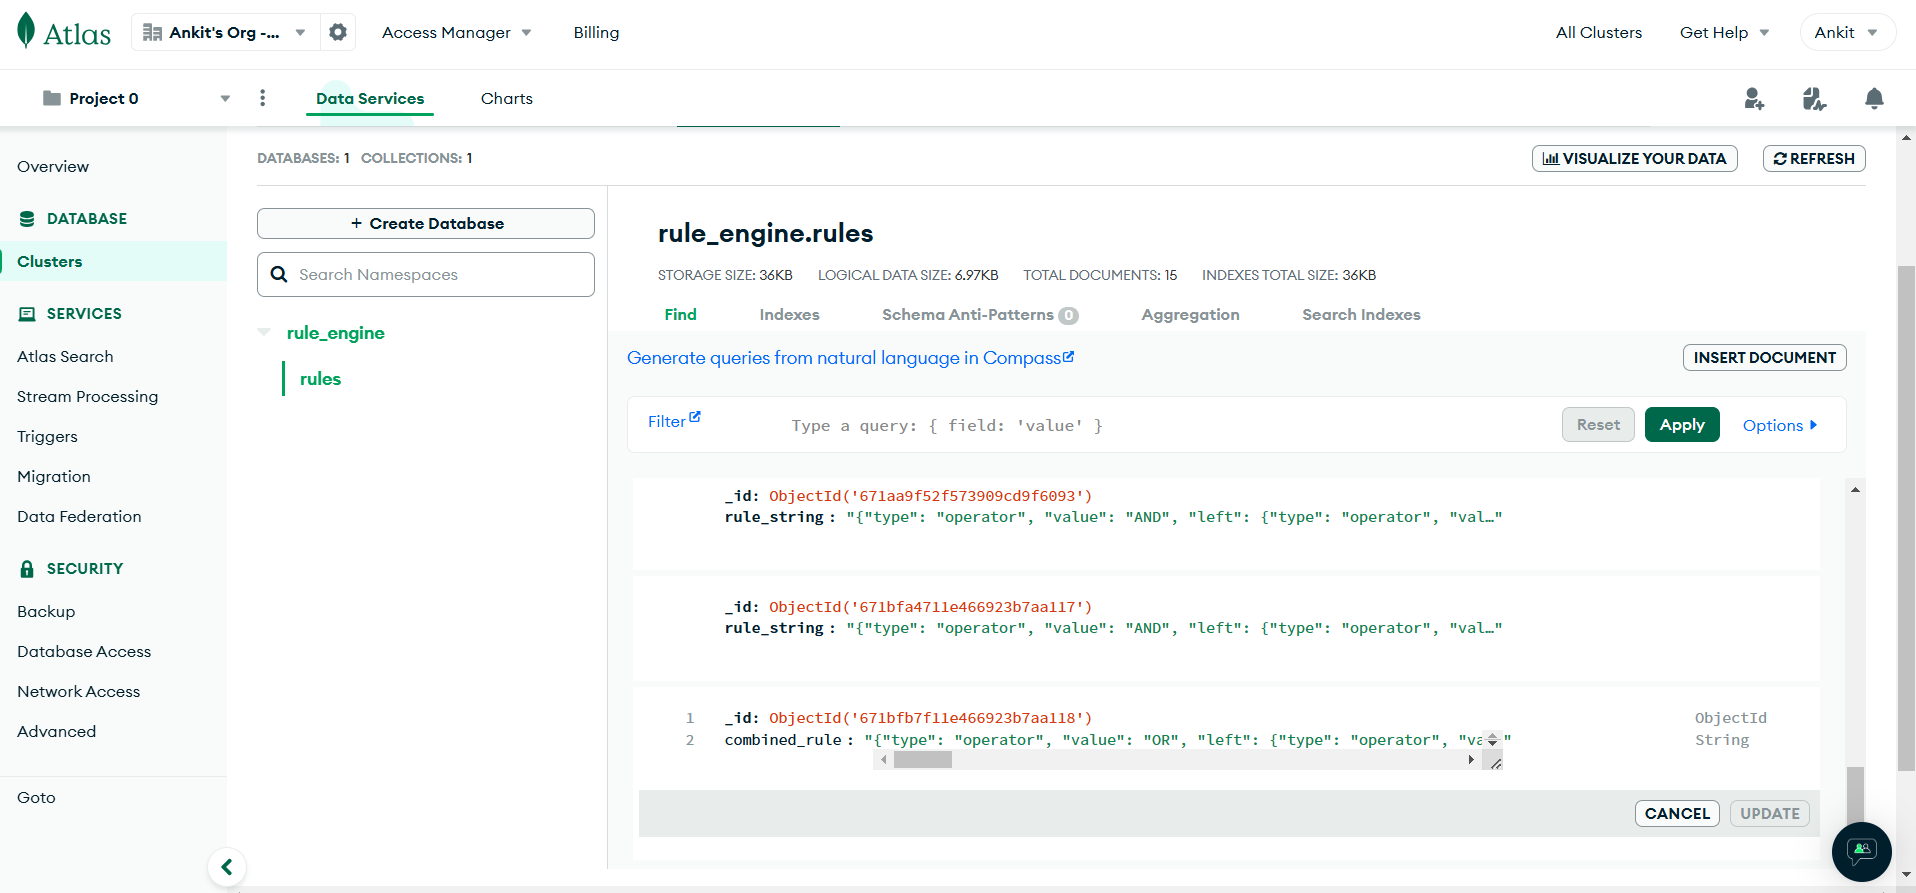 Atlas
Ankit's Org -...
Access Manager
Billing
All Clusters
Get Help
Ankit
Project 0
Data Services
Charts
Overview
DATABASE
Clusters
SERVICES
Atlas Search
Stream Processing
Triggers
Migration
Data Federation
SECURITY
Backup
Database Access
Network Access
Advanced
Goto
DATABASES: 1 COLLECTIONS: 1
VISUALIZE YOUR DATA
REFRESH
+ Create Database
Search Namespaces
rule_engine
rules
rule_engine.rules
STORAGE SIZE: 36KB LOGICAL DATA SIZE: 6.97KB TOTAL DOCUMENTS: 15 INDEXES TOTAL SIZE: 36KB
Find Indexes Schema Anti-Patterns 0 Aggregation Search Indexes
Generate queries from natural language in Compass
INSERT DOCUMENT
Filter
Type a query: { field: 'value' }
Reset
Apply
Options
_id: ObjectId('671aa9f52f573909cd9f6093')
rule_string : "{"type": "operator", "value": "AND", "left": {"type": "operator", "val…"
_id: ObjectId('671bfa4711e466923b7aa117')
rule_string : "{"type": "operator", "value": "AND", "left": {"type": "operator", "val…"
1 _id: ObjectId('671bfb7f11e466923b7aa118') ObjectId
2 combined_rule : "{"type": "operator", "value": "OR", "left": {"type": "operator", "va " String
CANCEL
UPDATE